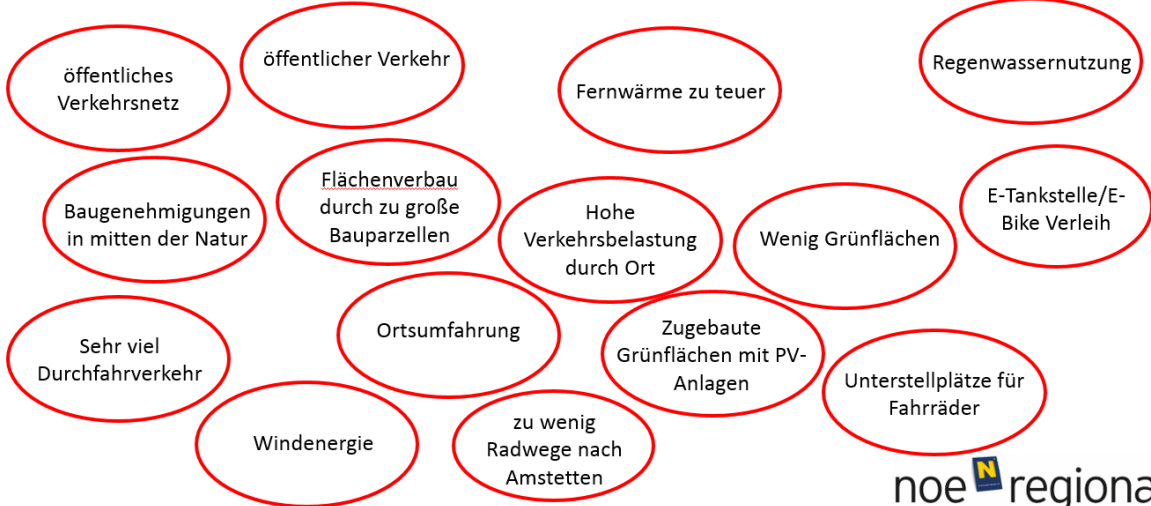 öffentliches
Verkehrsnetz
öffentlicher Verkehr
Fernwärme zu teuer
Regenwassernutzung
Baugenehmigungen
in mitten der Natur
Flächenverbau
durch zu große
Bauparzellen
Hohe
Verkehrsbelastung
durch Ort
Wenig Grünflächen
E-Tankstelle/E-
Bike Verleih
Sehr viel
Durchfahrverkehr
Ortsumfahrung
Zugebaute
Grünflächen mit PV-
Anlagen
Unterstellplätze für
Fahrräder
Windenergie
zu wenig
Radwege nach
Amstetten
noe N regiona